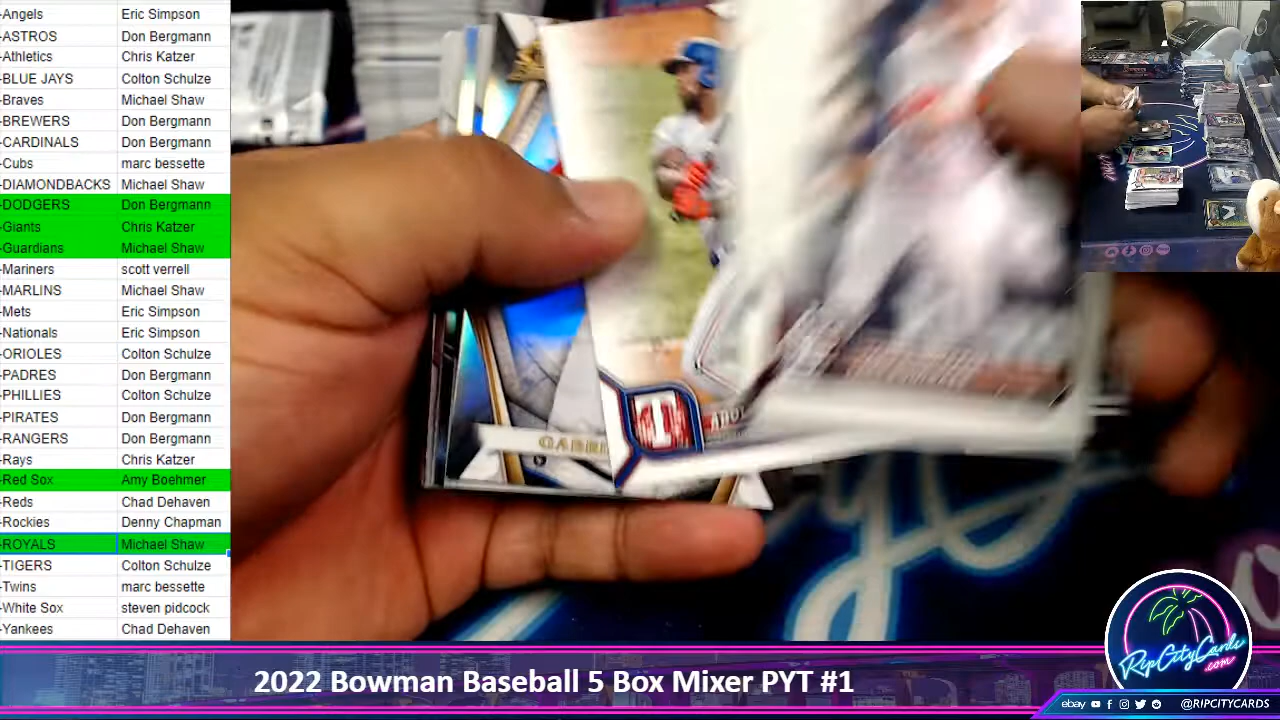 -Angels Eric Simpson
-ASTROS Don Bergmann
-Athletics Chris Katzer
-BLUE JAYS Colton Schulze
-Braves Michael Shaw
-BREWERS Don Bergmann
-CARDINALS Don Bergmann
-Cubs marc bessette
-DIAMONDBACKS Michael Shaw
-DODGERS Don Bergmann
-Giants Chris Katzer
-Guardians Michael Shaw
-Mariners scott verrell
-MARLINS Michael Shaw
-Mets Eric Simpson
-Nationals Eric Simpson
-ORIOLES Colton Schulze
-PADRES Don Bergmann
-PHILLIES Colton Schulze
-PIRATES Don Bergmann
-RANGERS Don Bergmann
-Rays Chris Katzer
-Red Sox Amy Boehmer
-Reds Chad Dehaven
-Rockies Denny Chapman
-ROYALS Michael Shaw
-TIGERS Colton Schulze
-Twins marc bessette
-White Sox steven pidcock
-Yankees Chad Dehaven
T
GABRI
RipCityCards
.com
2022 Bowman Baseball 5 Box Mixer PYT #1
ebay @RIPCITYCARDS